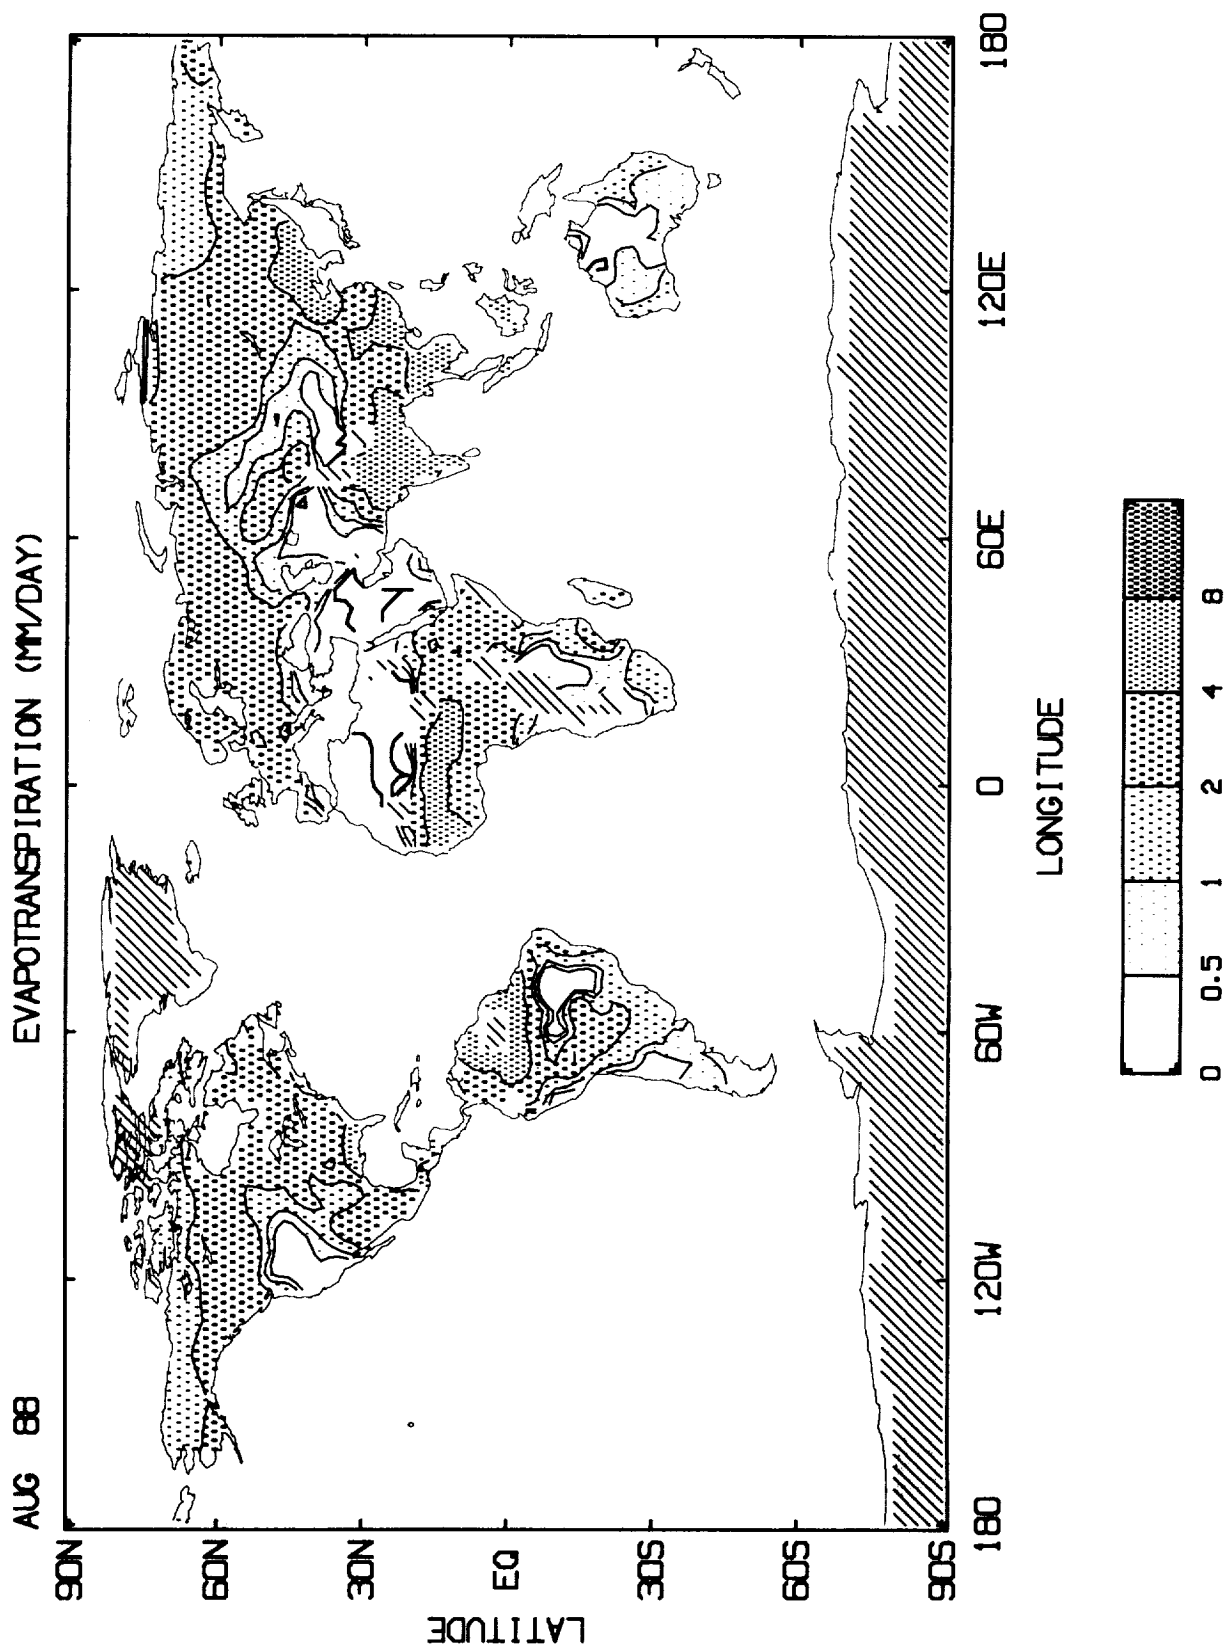 AUG 88 EVAPOTRANSPIRATION (MM/DAY)
90N
60N
30N
EQ
30S
60S
90S
LATITUDE
180 120W 60W 0 60E 120E 180
LONGITUDE
0 0.5 1 2 4 8